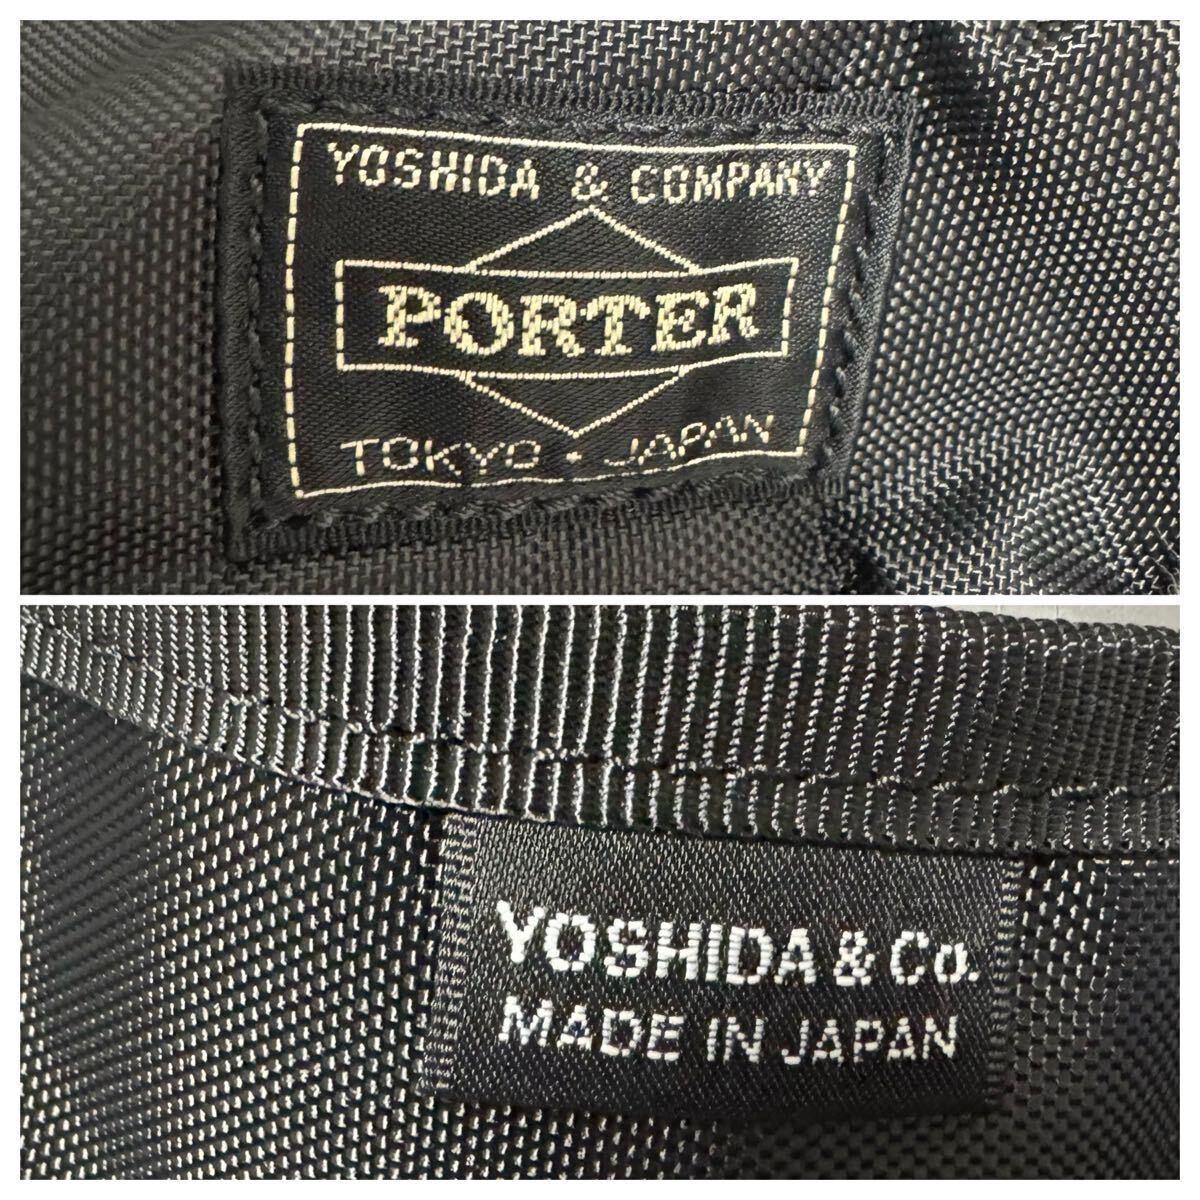 YOSHIDA & COMPANY
PORTER
TOKYO · JAPAN
YOSHIDA & Co.
MADE IN JAPAN